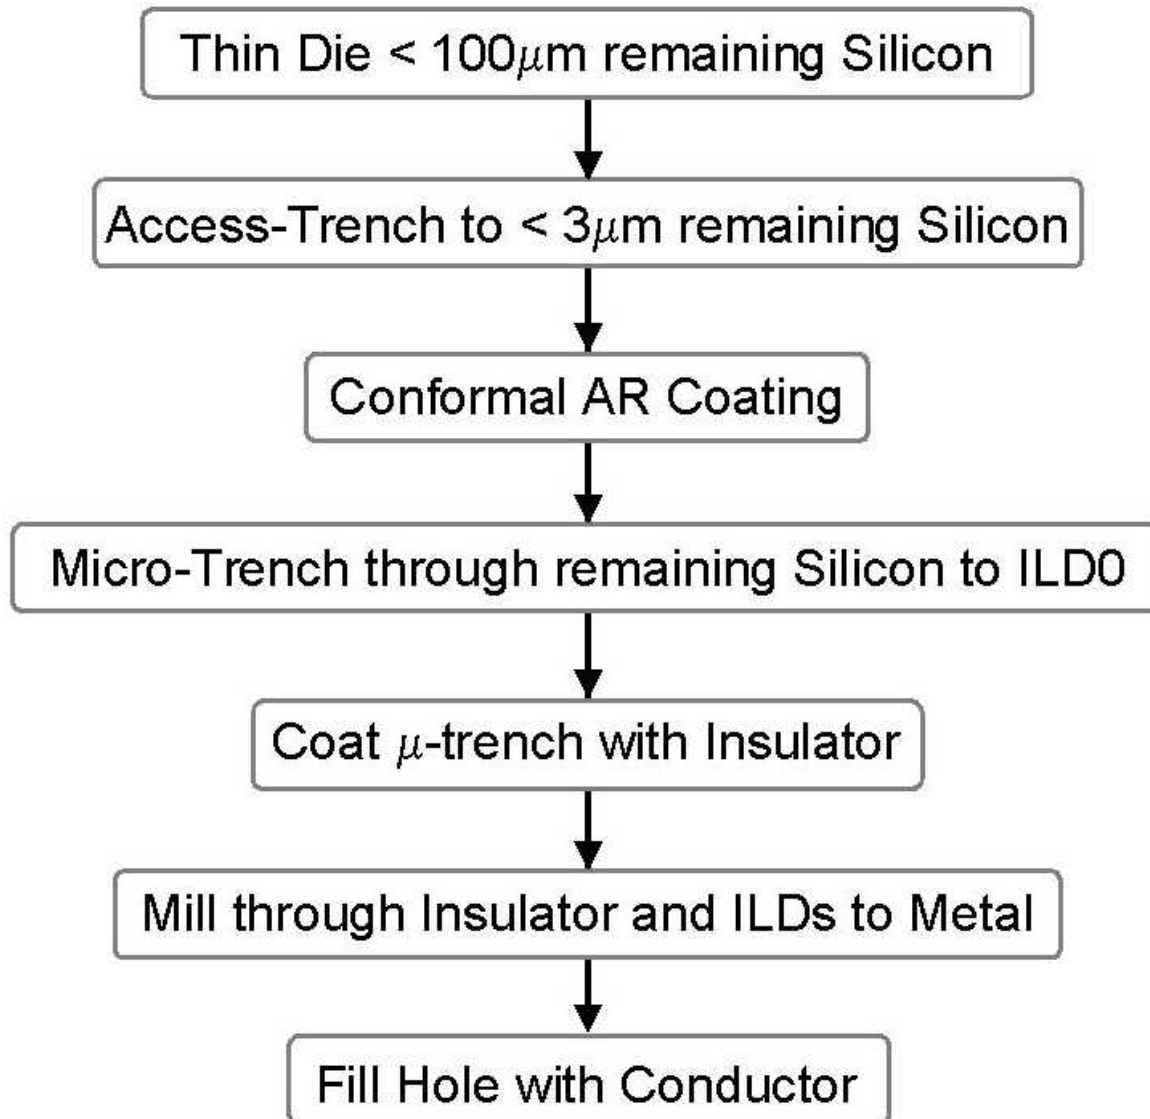 Thin Die < 100μm remaining Silicon
Access-Trench to < 3μm remaining Silicon
Conformal AR Coating
Micro-Trench through remaining Silicon to ILD0
Coat μ-trench with Insulator
Mill through Insulator and ILDs to Metal
Fill Hole with Conductor